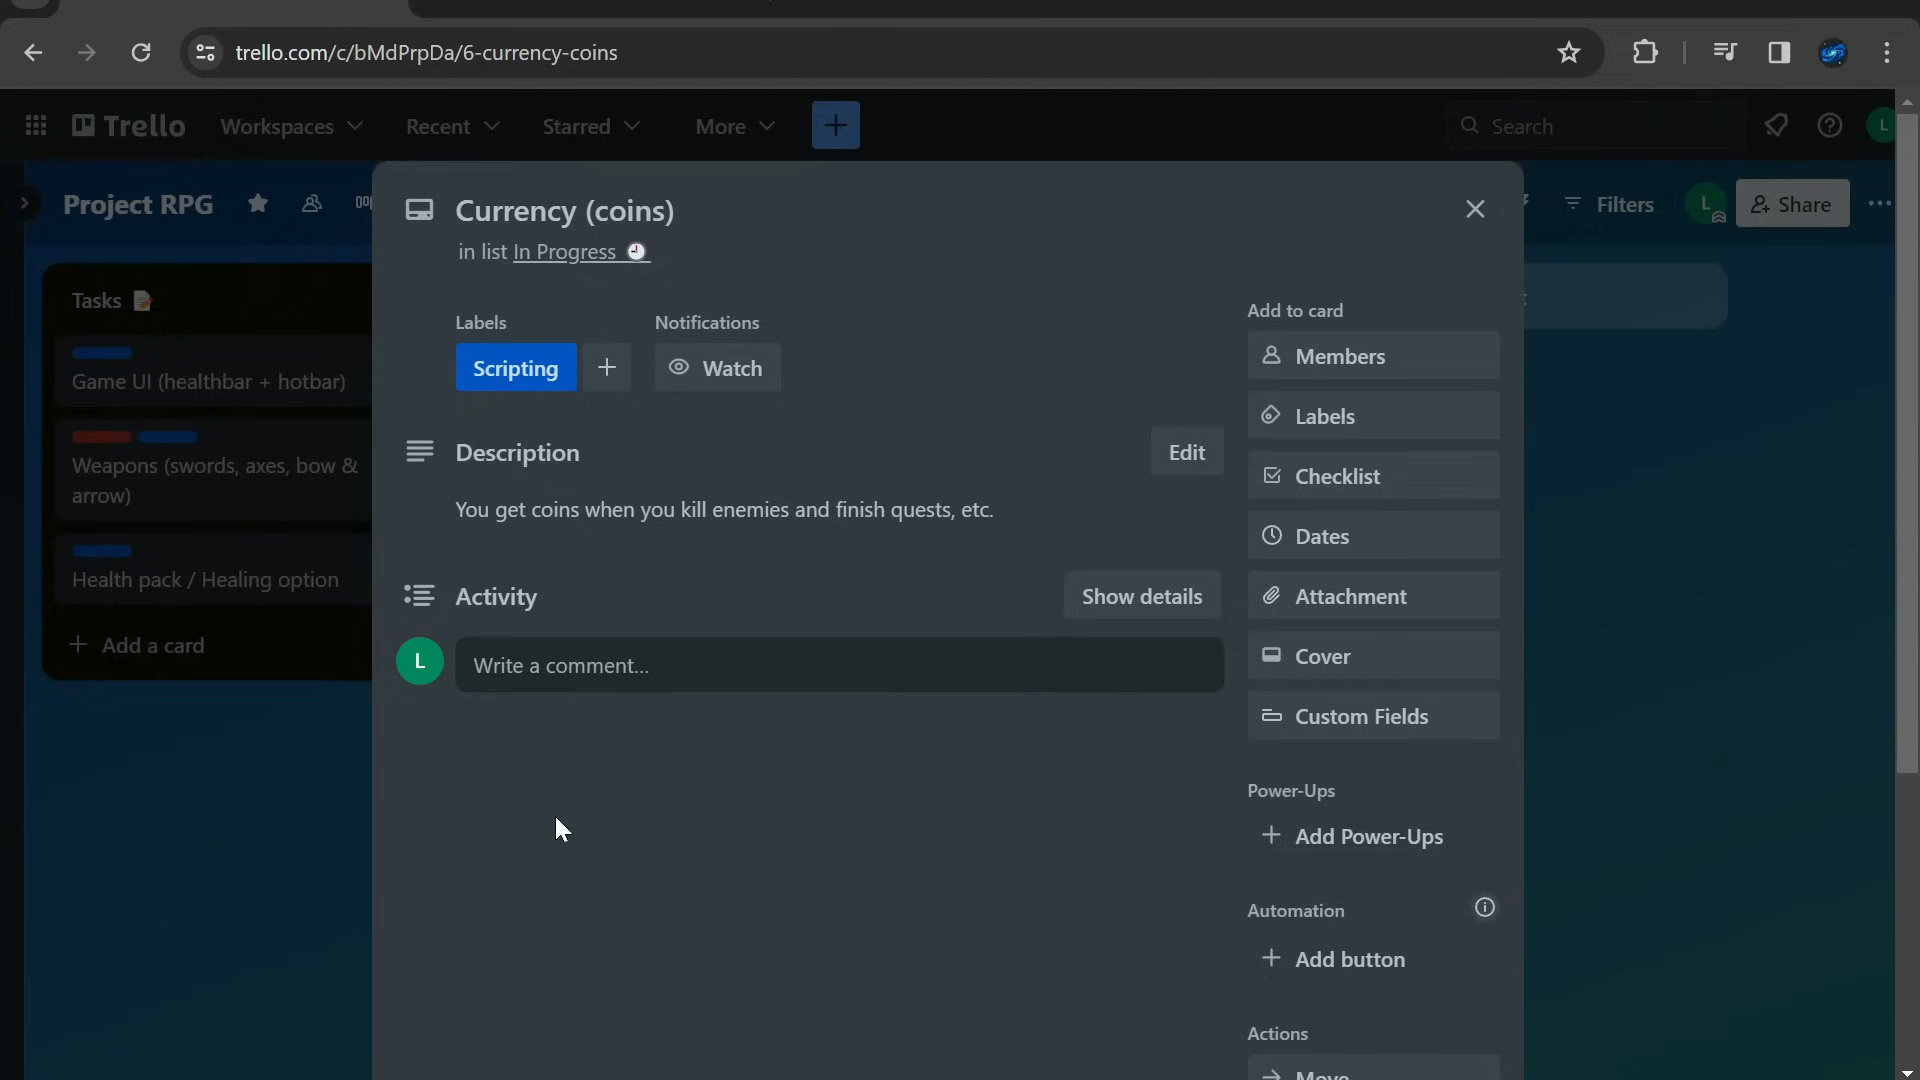 trello.com/c/bMdPrpDa/6-currency-coins
Trello
Workspaces
Recent
Starred
More
Search
L
Project RPG
Filters
L
Share
Currency (coins)
in list In Progress
Tasks
Game UI (healthbar + hotbar)
Weapons (swords, axes, bow &
arrow)
Health pack / Healing option
Add a card
Labels
Notifications
Scripting
Watch
Description
Edit
You get coins when you kill enemies and finish quests, etc.
Activity
Show details
L
Write a comment...
Add to card
Members
Labels
Checklist
Dates
Attachment
Cover
Custom Fields
Power-Ups
Add Power-Ups
Automation
Add button
Actions
Move